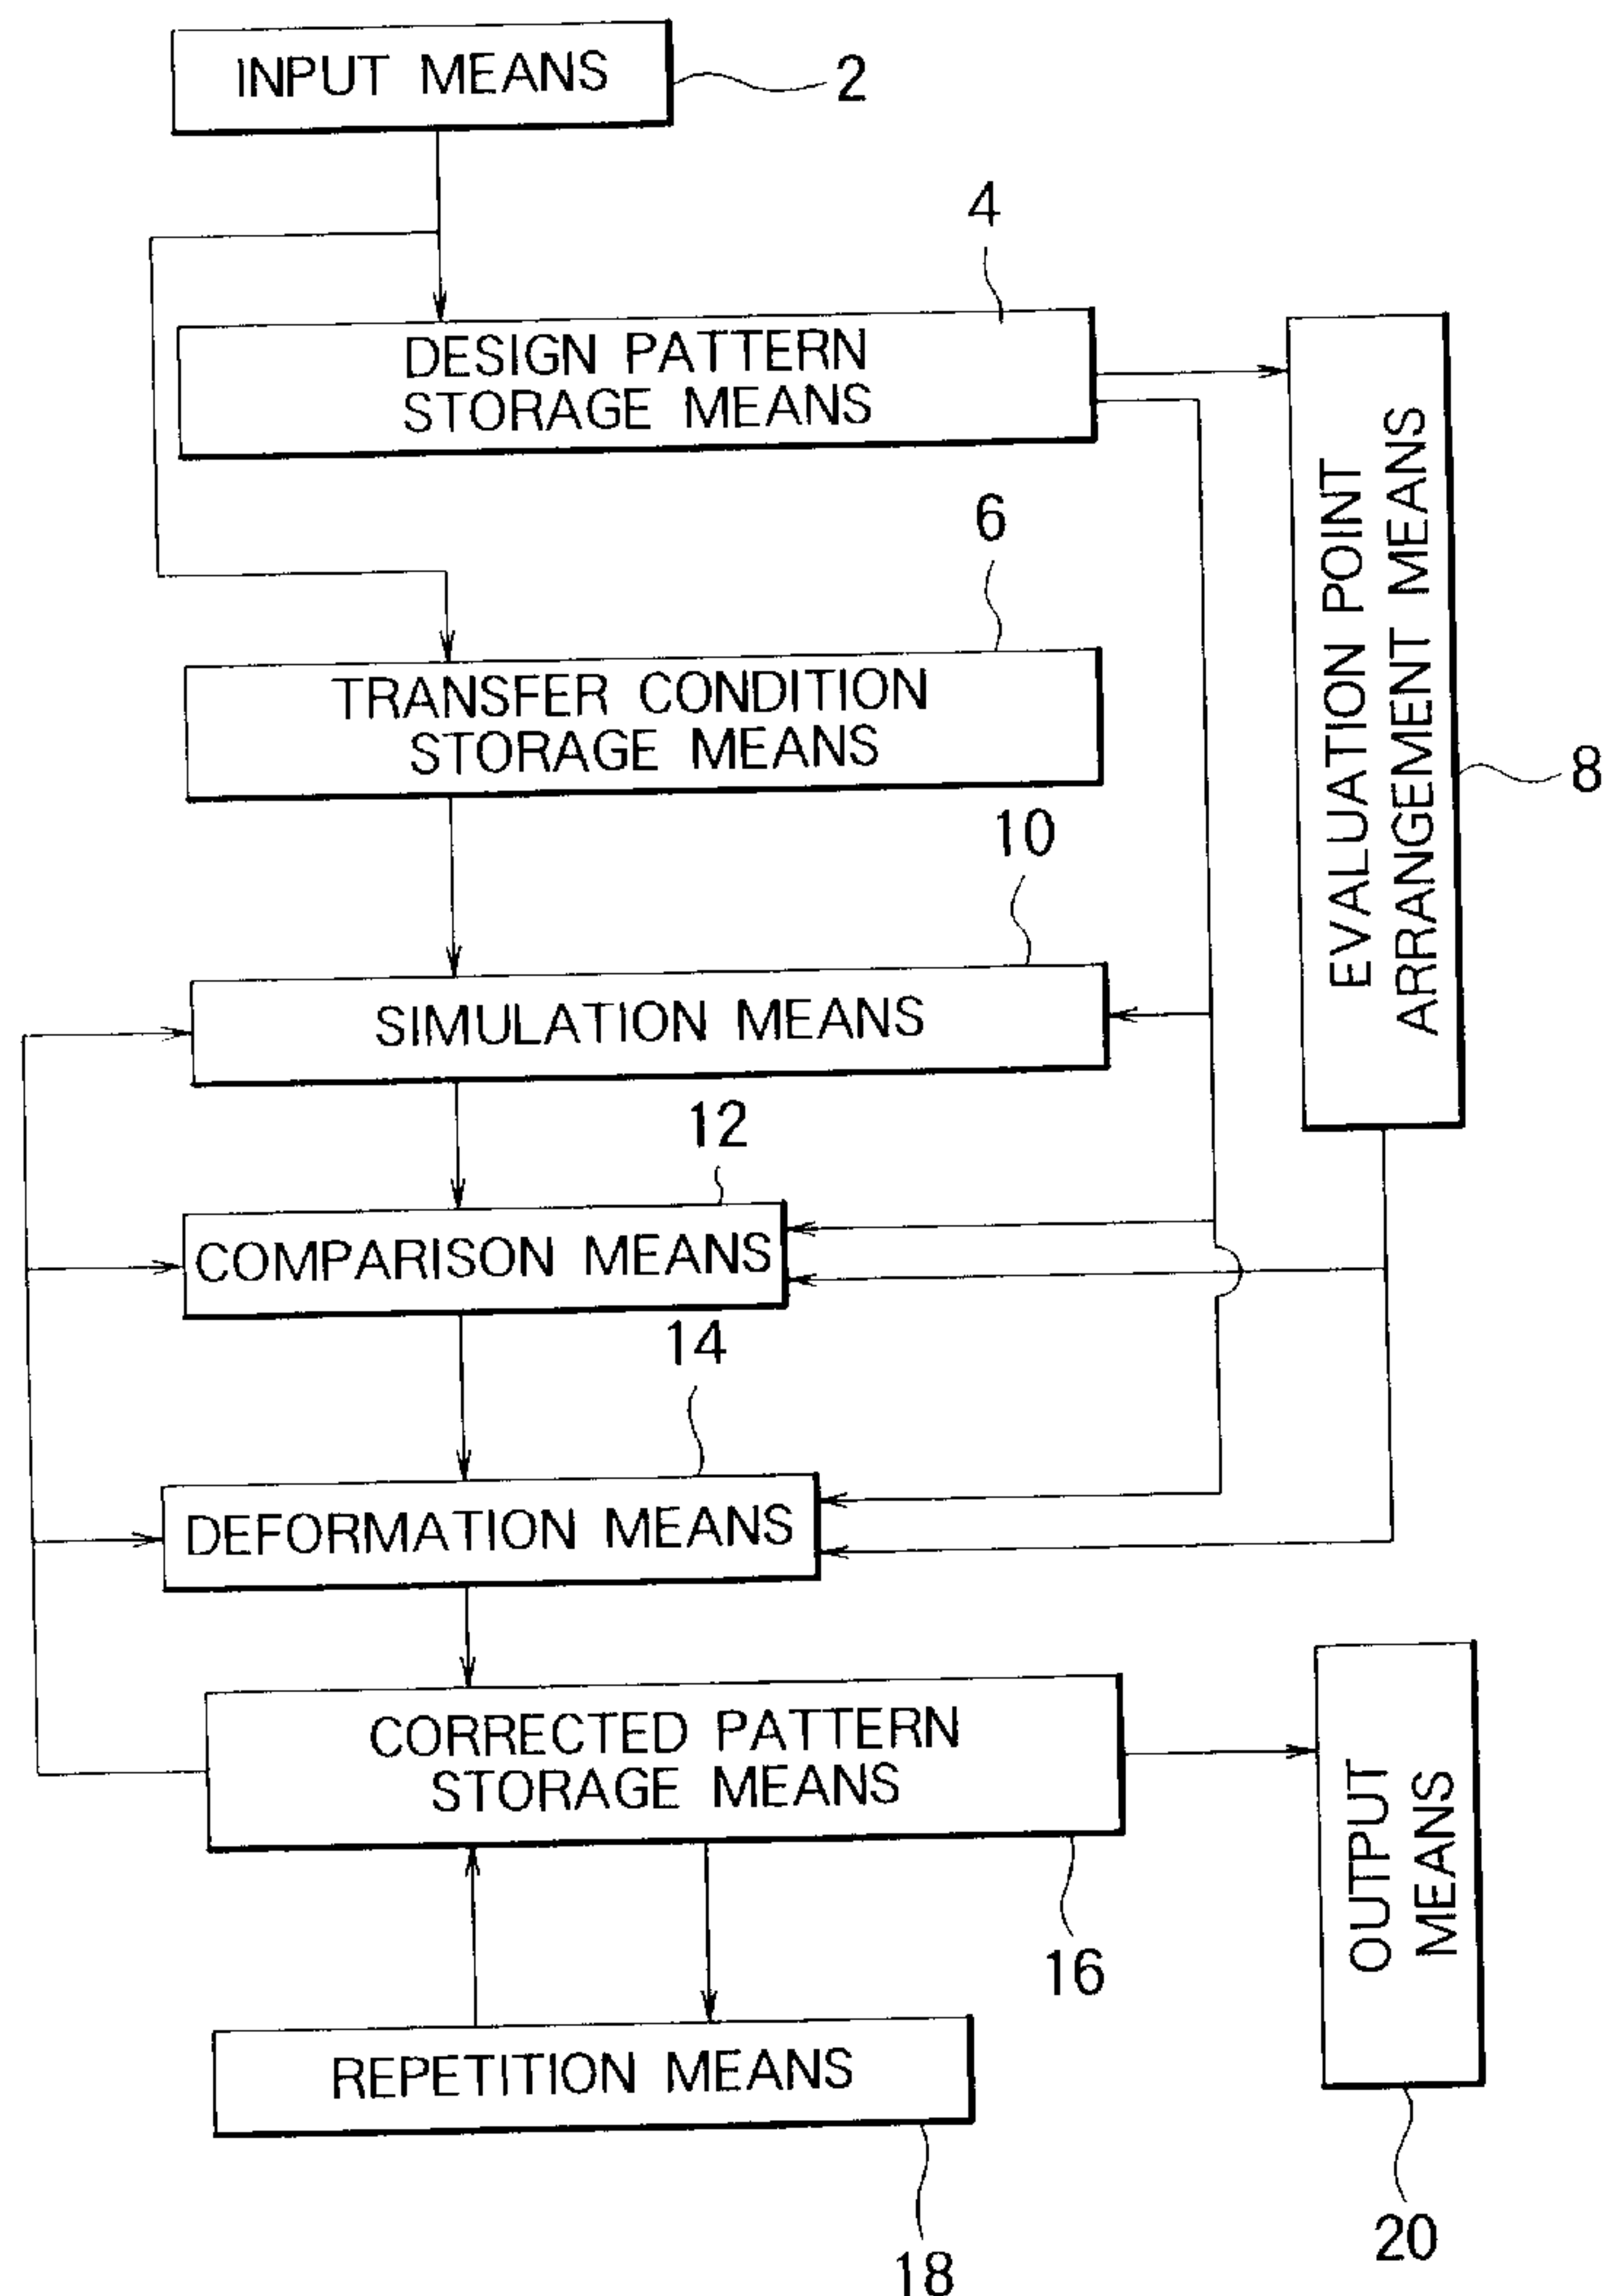 INPUT MEANS
2
4
DESIGN PATTERN
STORAGE MEANS
6
TRANSFER CONDITION
STORAGE MEANS
EVALUATION POINT
ARRANGEMENT MEANS
8
10
SIMULATION MEANS
12
COMPARISON MEANS
14
DEFORMATION MEANS
CORRECTED PATTERN
STORAGE MEANS
16
OUTPUT
MEANS
REPETITION MEANS
18
20